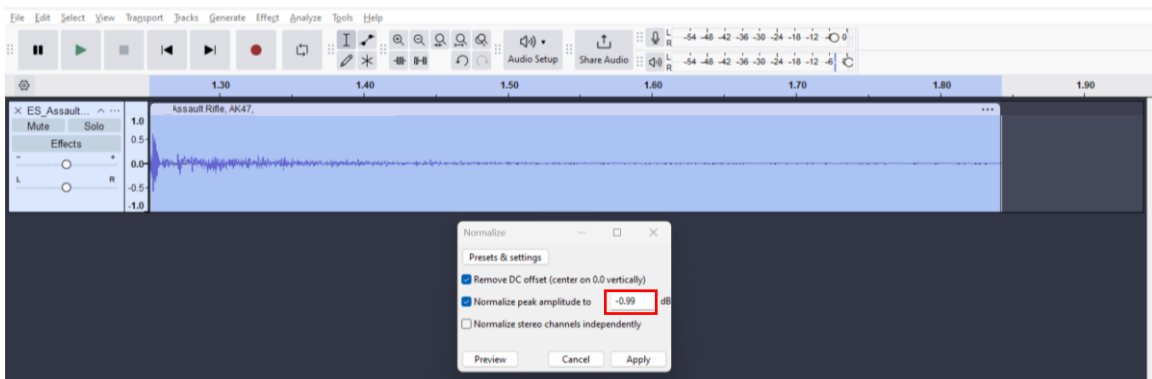 File Edit Select View Transport Tracks Generate Effect Analyze Tools Help
L R -54 -48 -42 -36 -30 -24 -18 -12
Audio Setup Share Audio L R -54 -48 -42 -36 -30 -24 -18 -12 -6
1.30 1.40 1.50 1.60 1.70 1.80 1.90
ES_Assault... ...
Assault Rifle, AK47, ...
Mute Solo
Effects
- +
L R
1.0
0.5
0.0
-0.5
-1.0
Normalize
Presets & settings
Remove DC offset (center on 0.0 vertically)
Normalize peak amplitude to -0.99 dB
Normalize stereo channels independently
Preview Cancel Apply